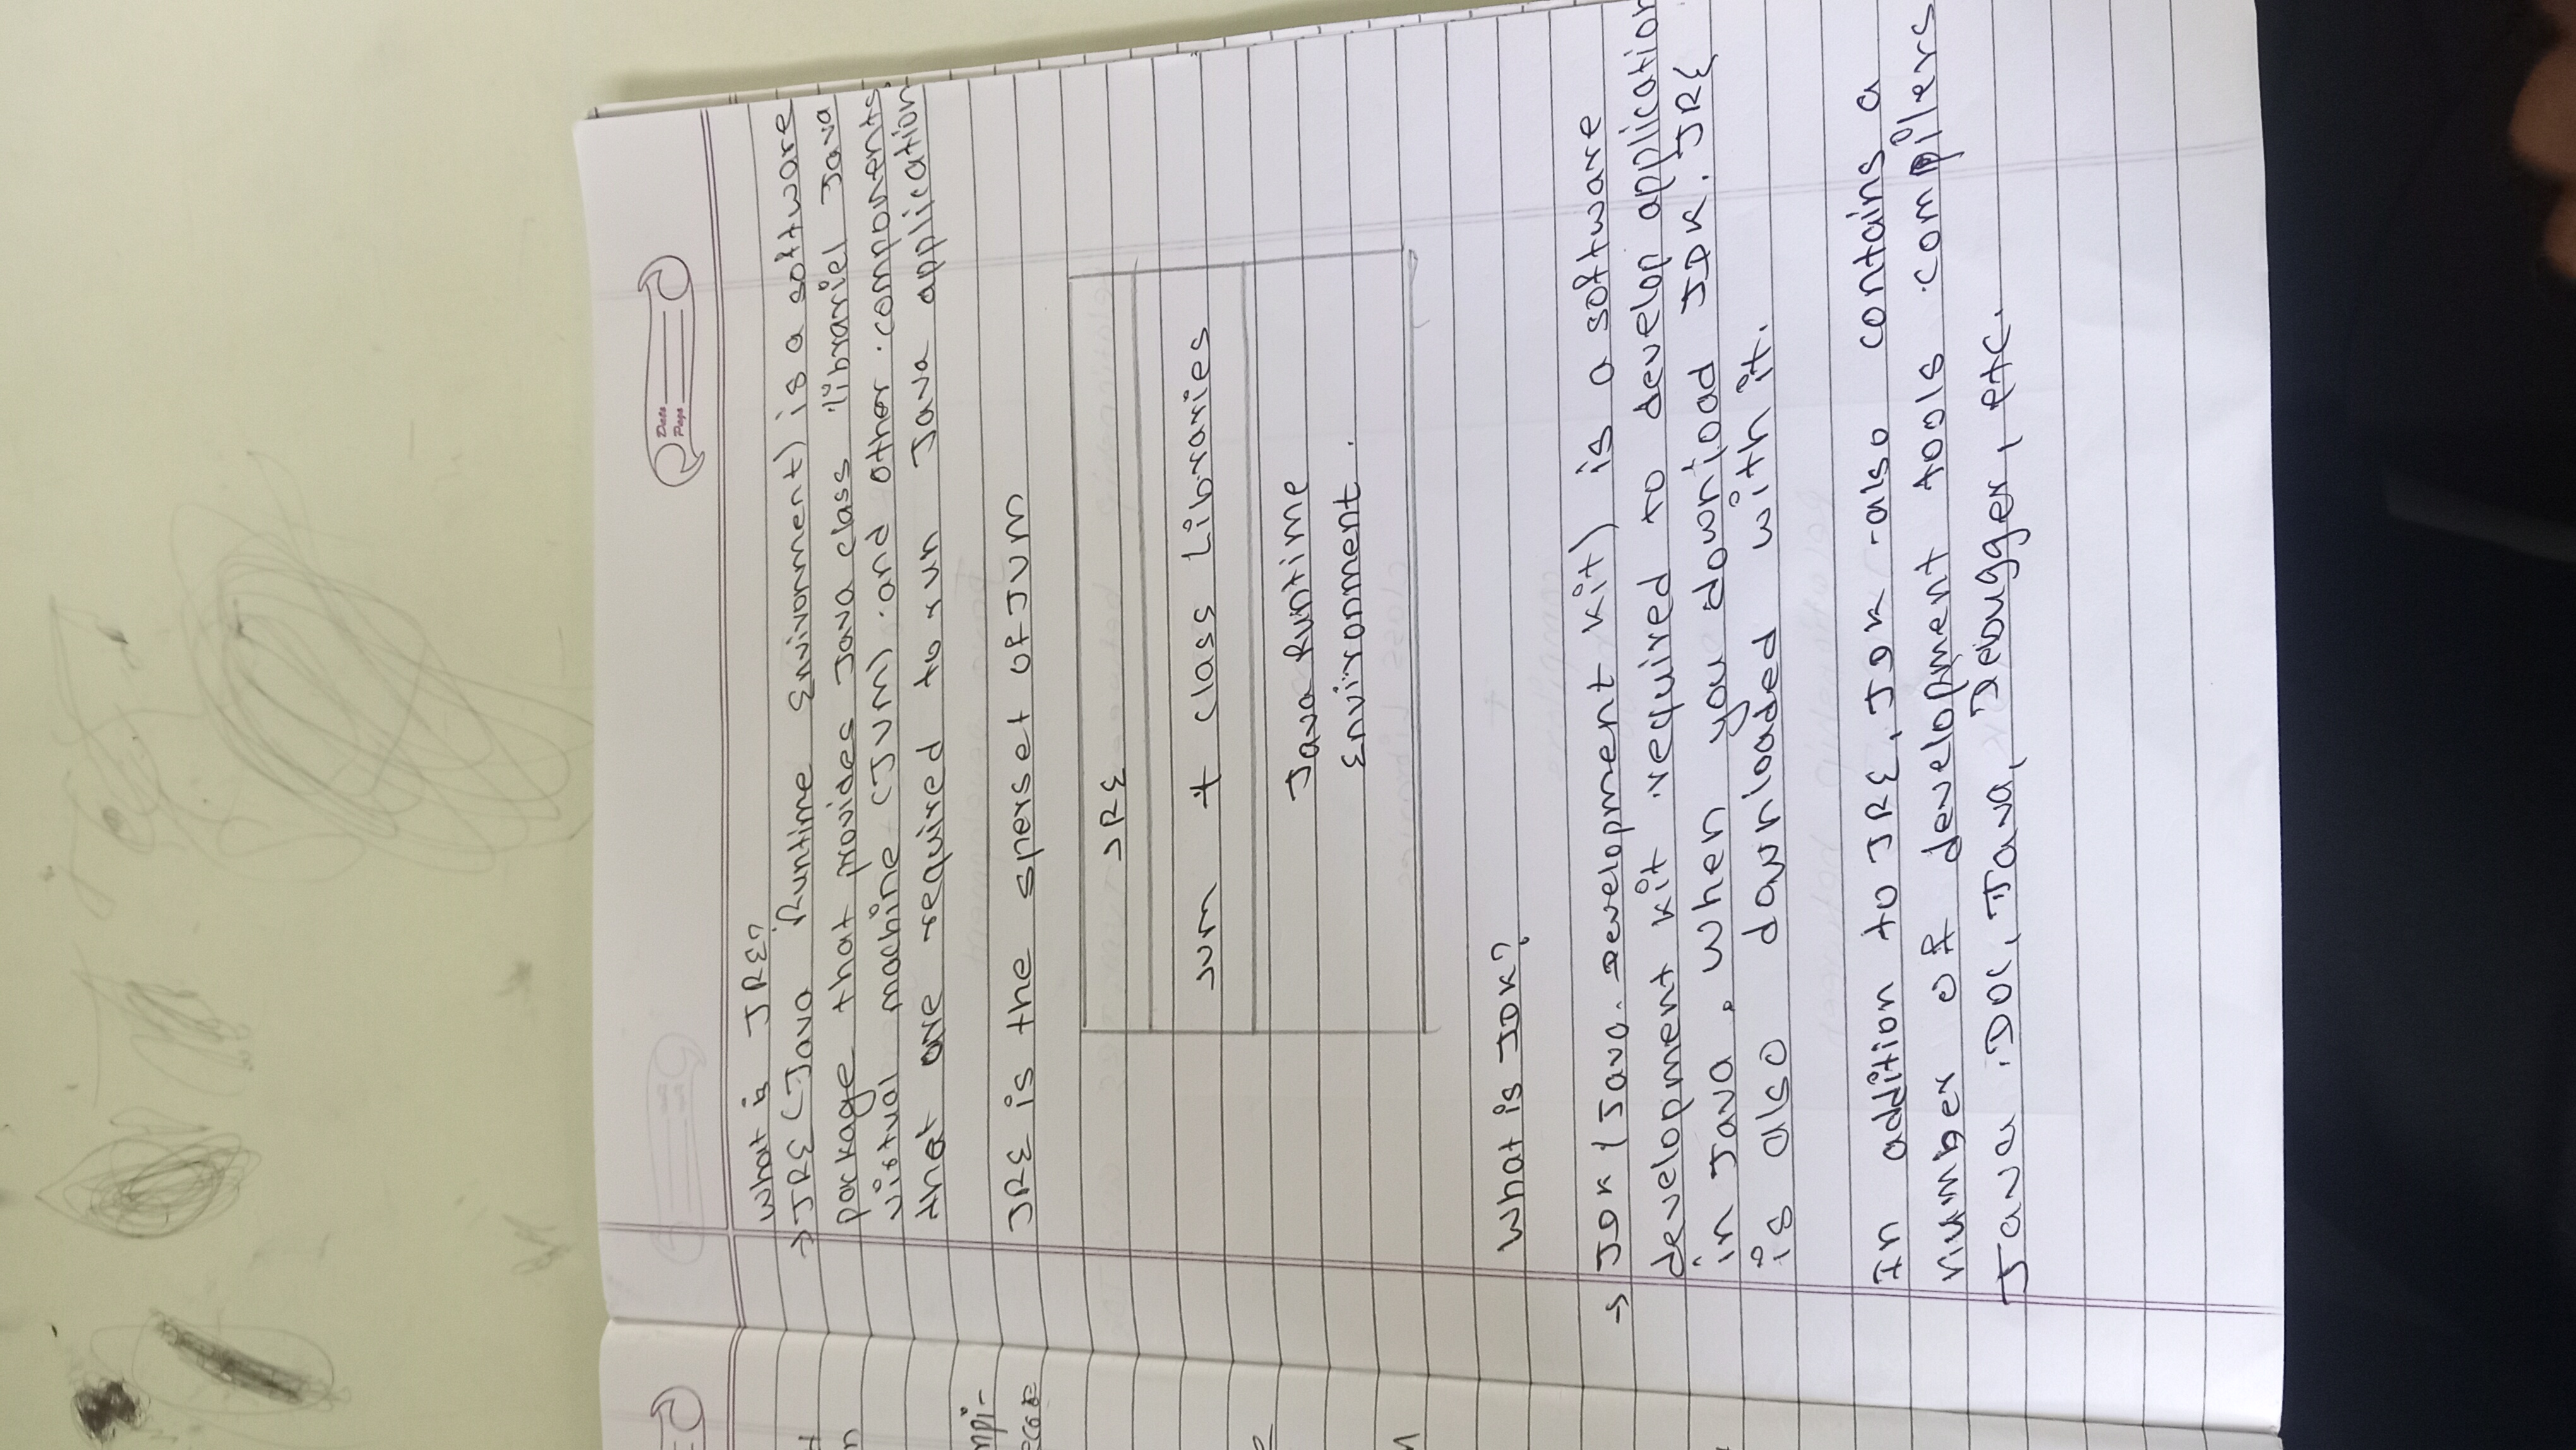 Date
Page
What is JRE?
→ JRE (Java Runtime Environment) is a software
package that provides Java class librariel Java
virtual machine (JVM) and other components
that are required to run Java application
JRE is the sperset of JVM
JRE
JVM + Class Libraries
Java Runtime
Environment.
What is JDK?
→ JDK (Java Development Kit) is a software
development kit required to develop application
in Java. When you download JDK. JRE
is also downloaded with it.
In addition to JRE, JDK also contains a
number of development tools compilers
Java DOC, Java, Debugger, etc.